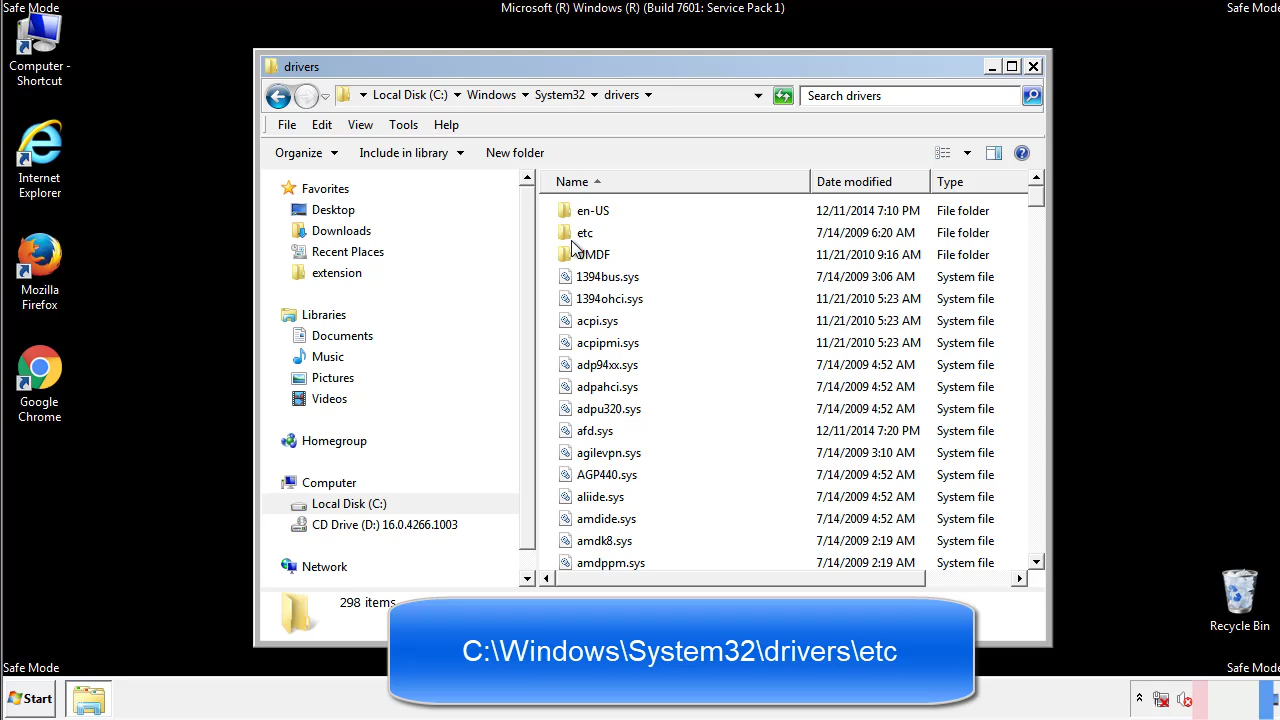 Safe Mode
Microsoft (R) Windows (R) (Build 7601: Service Pack 1)
Safe Mode
Computer -
Shortcut
Internet
Explorer
Mozilla
Firefox
Google
Chrome
drivers
Local Disk (C:) Windows System32 drivers
Search drivers
File Edit View Tools Help
Organize Include in library New folder
Favorites
Desktop
Downloads
Recent Places
extension
Libraries
Documents
Music
Pictures
Videos
Homegroup
Computer
Local Disk (C:)
CD Drive (D:) 16.0.4266.1003
Network
Name Date modified Type
en-US 12/11/2014 7:10 PM File folder
etc 7/14/2009 6:20 AM File folder
UMDF 11/21/2010 9:16 AM File folder
1394bus.sys 7/14/2009 3:06 AM System file
1394ohci.sys 11/21/2010 5:23 AM System file
acpi.sys 11/21/2010 5:23 AM System file
acpipmi.sys 11/21/2010 5:23 AM System file
adp94xx.sys 7/14/2009 4:52 AM System file
adpahci.sys 7/14/2009 4:52 AM System file
adpu320.sys 7/14/2009 4:52 AM System file
afd.sys 12/11/2014 7:20 PM System file
agilevpn.sys 7/14/2009 3:10 AM System file
AGP440.sys 7/14/2009 4:52 AM System file
aliide.sys 7/14/2009 4:52 AM System file
amdide.sys 7/14/2009 4:52 AM System file
amdk8.sys 7/14/2009 2:19 AM System file
amdppm.sys 7/14/2009 2:19 AM System file
298 items
C:\Windows\System32\drivers\etc
Recycle Bin
Safe Mode
Safe Mode
Start